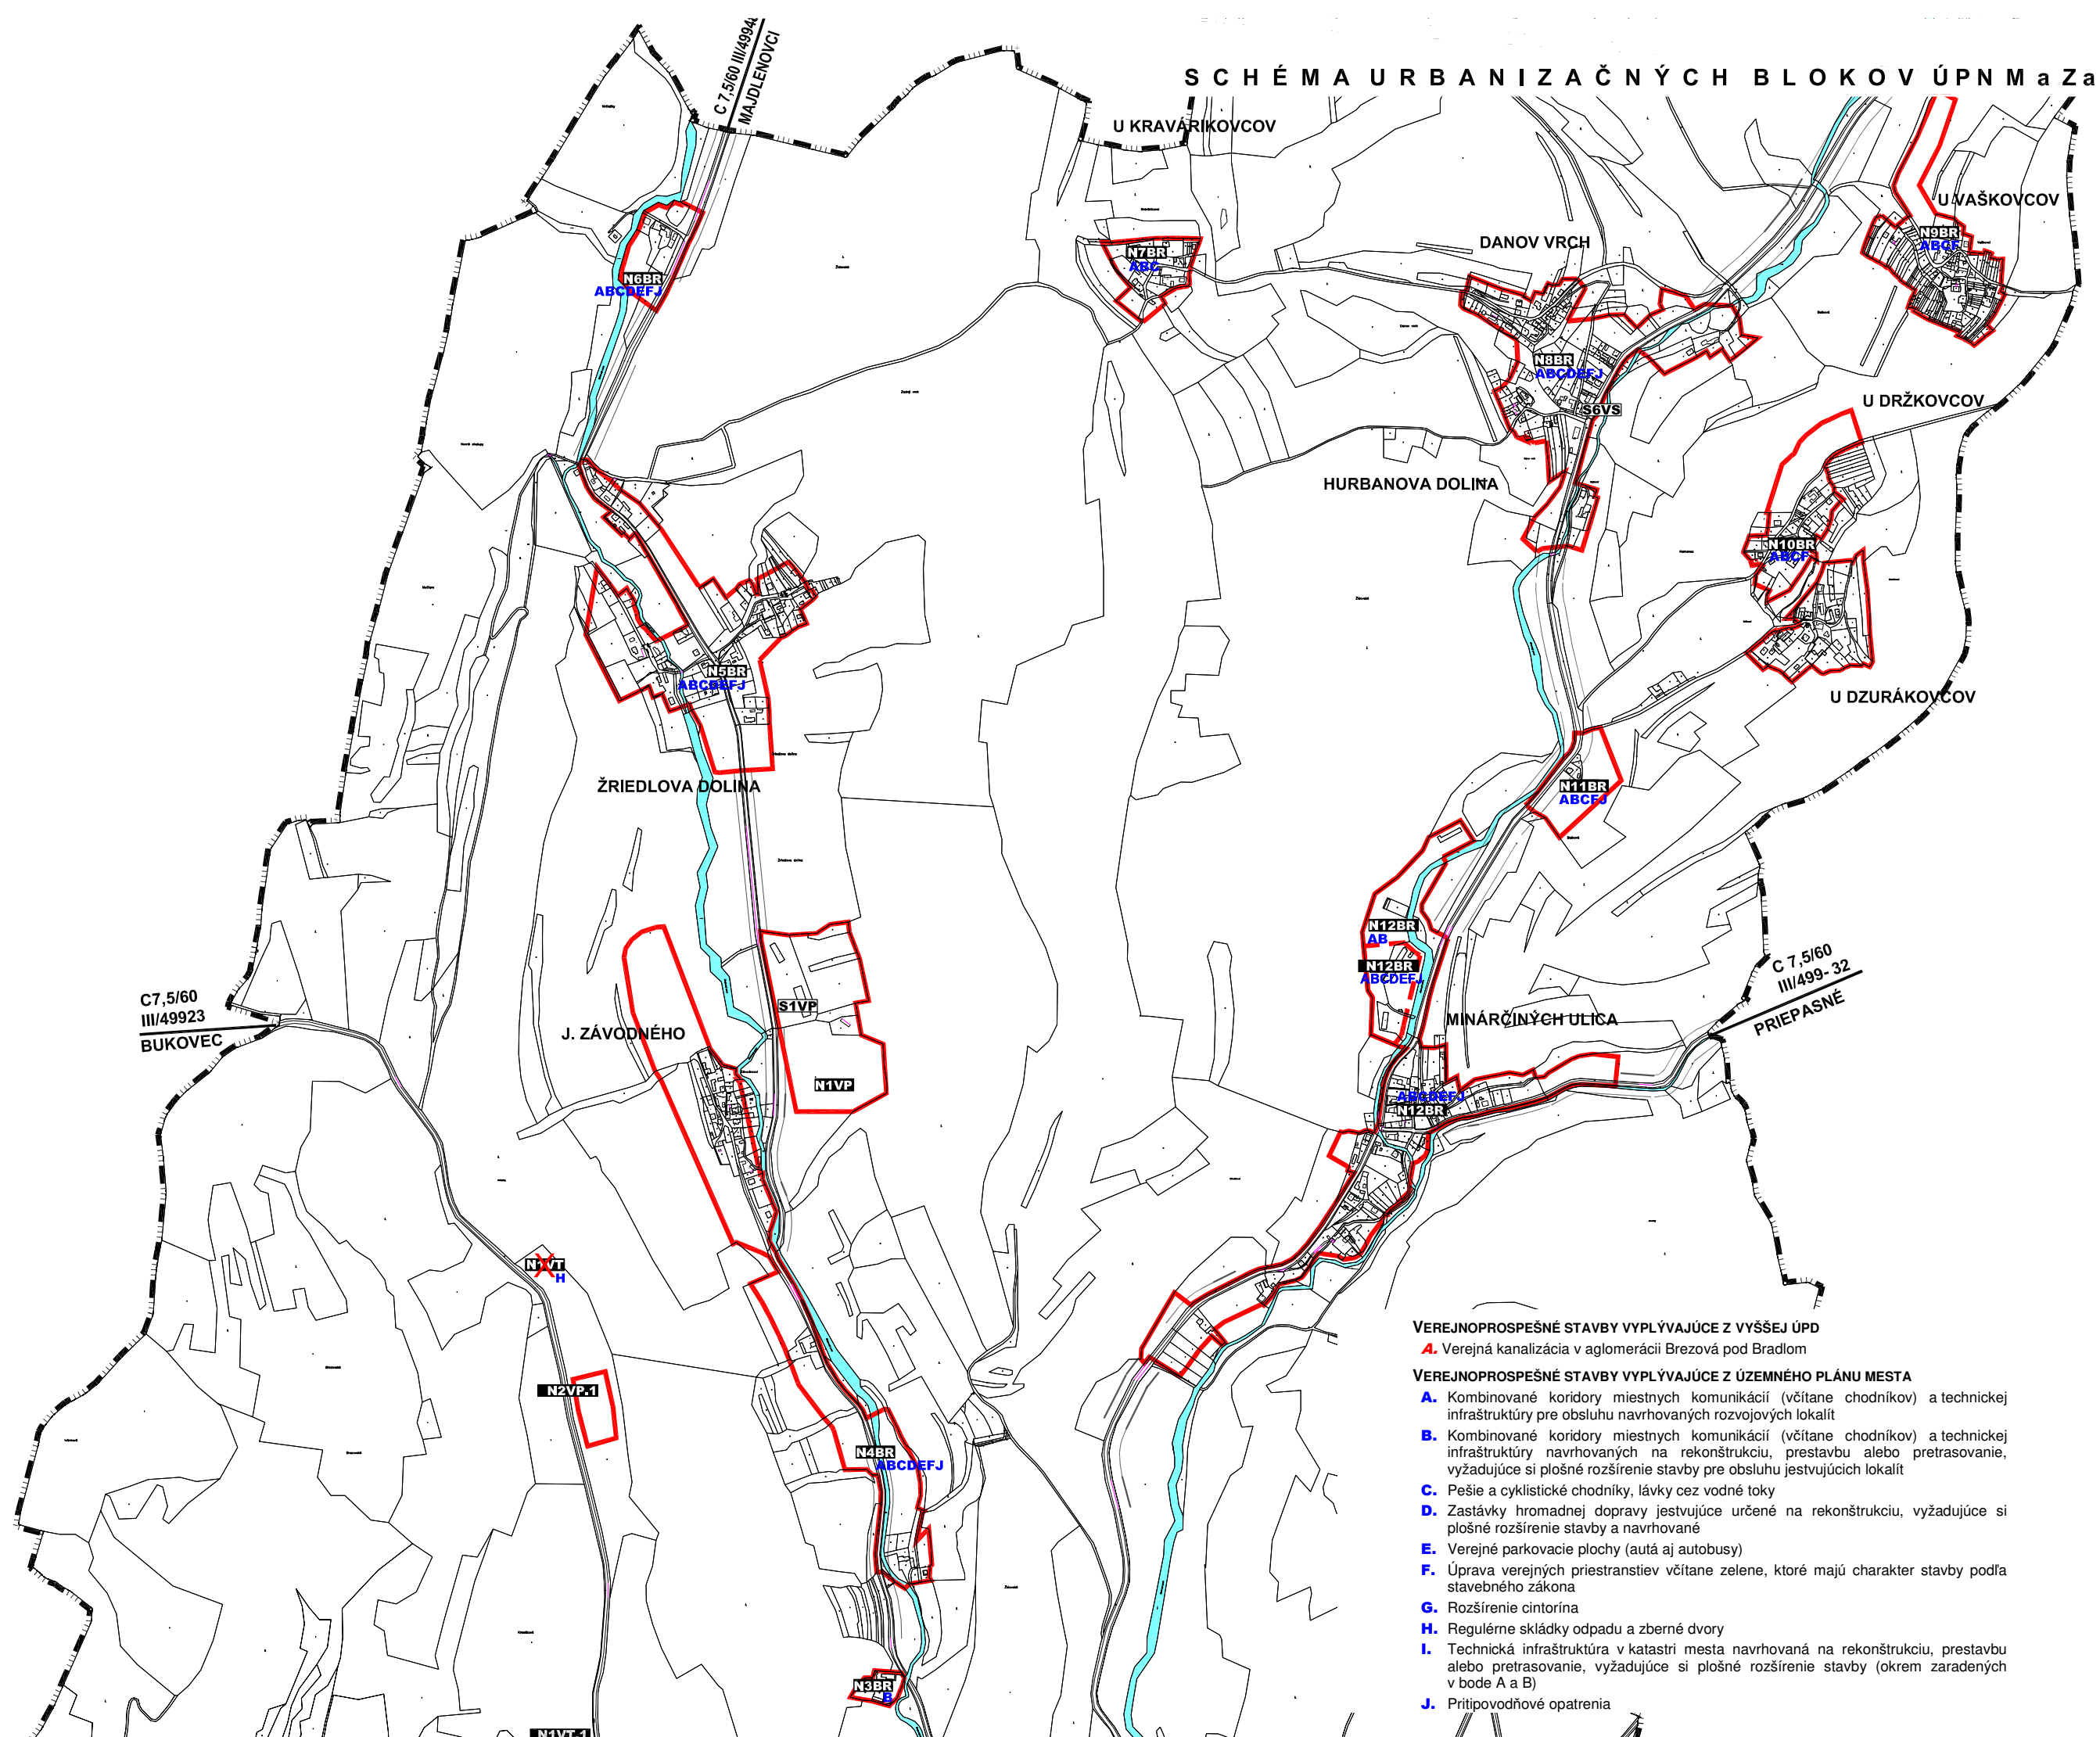 SCHÉMA URBANIZAČNÝCH BLOKOV ÚPN M a Za
C 7,5/60 III/49948
MAJDLENOVCI
U KRAVÁRIKOVCOV
U VAŠKOVCOV
N9BR
ABCF
DANOV VRCH
N7BR
ABC
N6BR
ABCDEFJ
N8BR
ABCDEFJ
S6VS
U DRŽKOVCOV
HURBANOVA DOLINA
N10BR
ABCF
N5BR
ABCDEFJ
U DZURÁKOVCOV
ŽRIEDLOVA DOLINA
N11BR
ABCFJ
N12BR
AB
N12BR
ABCDEFJ
C 7,5/60
III/499- 32
PRIEPASNÉ
C7,5/60
III/49923
BUKOVEC
S1VP
J. ZÁVODNÉHO
MINÁRČINÝCH ULICA
N1VP
ABCDEFJ
N12BR
N1VT
H
N2VP.1
N4BR
ABCDEFJ
N3BR
B
N1VT.1
VEREJNOPROSPEŠNÉ STAVBY VYPLÝVAJÚCE Z VYŠŠEJ ÚPD
A. Verejná kanalizácia v aglomerácii Brezová pod Bradlom
VEREJNOPROSPEŠNÉ STAVBY VYPLÝVAJÚCE Z ÚZEMNÉHO PLÁNU MESTA
A. Kombinované koridory miestnych komunikácií (včítane chodníkov) a technickej
infraštruktúry pre obsluhu navrhovaných rozvojových lokalít
B. Kombinované koridory miestnych komunikácií (včítane chodníkov) a technickej
infraštruktúry navrhovaných na rekonštrukciu, prestavbu alebo pretrasovanie,
vyžadujúce si plošné rozšírenie stavby pre obsluhu jestvujúcich lokalít
C. Pešie a cyklistické chodníky, lávky cez vodné toky
D. Zastávky hromadnej dopravy jestvujúce určené na rekonštrukciu, vyžadujúce si
plošné rozšírenie stavby a navrhované
E. Verejné parkovacie plochy (autá aj autobusy)
F. Úprava verejných priestranstiev včítane zelene, ktoré majú charakter stavby podľa
stavebného zákona
G. Rozšírenie cintorína
H. Regulérne skládky odpadu a zberné dvory
I. Technická infraštruktúra v katastri mesta navrhovaná na rekonštrukciu, prestavbu
alebo pretrasovanie, vyžadujúce si plošné rozšírenie stavby (okrem zaradených
v bode A a B)
J. Pritipovodňové opatrenia